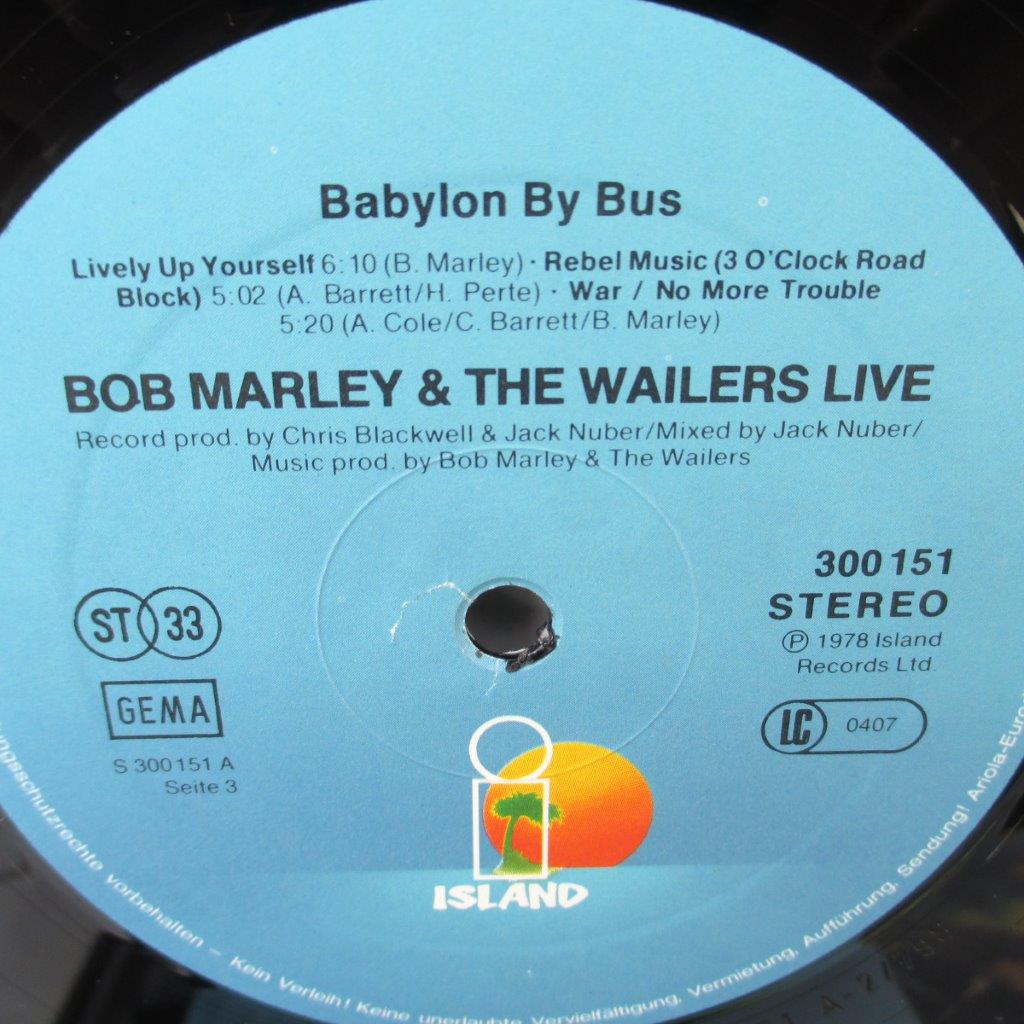 Babylon By Bus
Lively Up Yourself 6:10 (B. Marley) · Rebel Music (3 O'Clock Road
Block) 5:02 (A. Barrett/H. Perte) · War / No More Trouble
5:20 (A. Cole/C. Barrett/B. Marley)
BOB MARLEY & THE WAILERS LIVE
Record prod. by Chris Blackwell & Jack Nuber/Mixed by Jack Nuber/
Music prod. by Bob Marley & The Wailers
300 151
STEREO
ST 33
℗ 1978 Island
Records Ltd.
GEMA
LC 0407
S 300 151 A
Seite 3
i
ISLAND
ungsschutzrechte vorbehalten – Kein Verleih! Keine unerlaubte Vervielfältigung, Vermietung, Aufführung, Sendung! Ariola-Euro